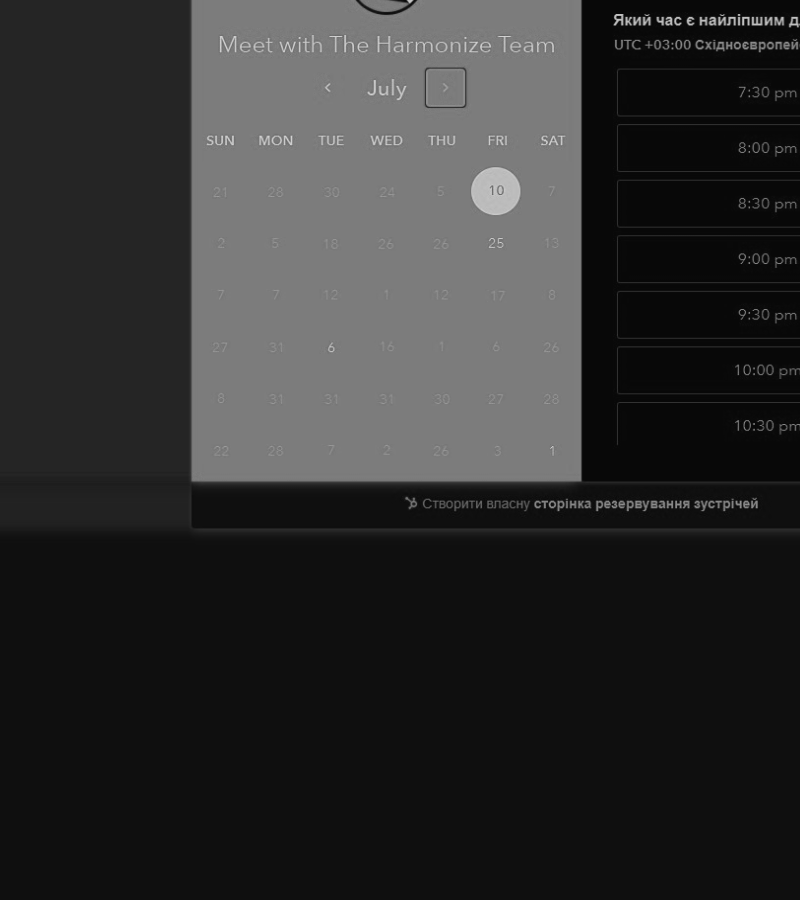 Meet with The Harmonize Team
July
SUN MON TUE WED THU FRI SAT
21 28 30 24 5 10 7
2 5 18 26 26 25 13
7 7 12 1 12 17 8
27 31 6 16 1 6 26
8 31 31 31 30 27 28
22 28 7 2 26 3 1
Який час є найліпшим
UTC +03:00 Східноєвропей
7:30 pm
8:00 pm
8:30 pm
9:00 pm
9:30 pm
10:00 pm
10:30 pm
Створити власну сторінка резервування зустрічей